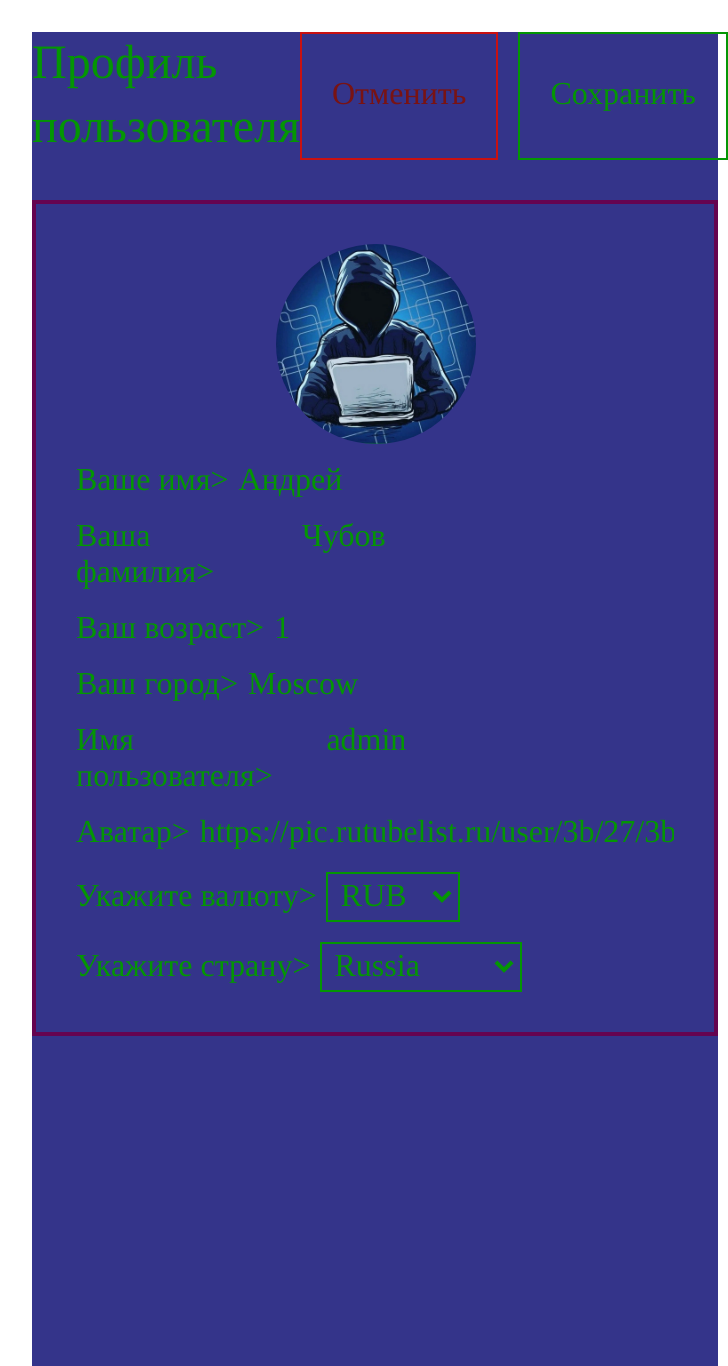 Профиль
пользователя
Отменить
Сохранить
Ваше имя> Андрей
Ваша Чубов
фамилия>
Ваш возраст> 1
Ваш город> Moscow
Имя admin
пользователя>
Аватар> https://pic.rutubelist.ru/user/3b/27/3b
Укажите валюту> RUB
Укажите страну> Russia